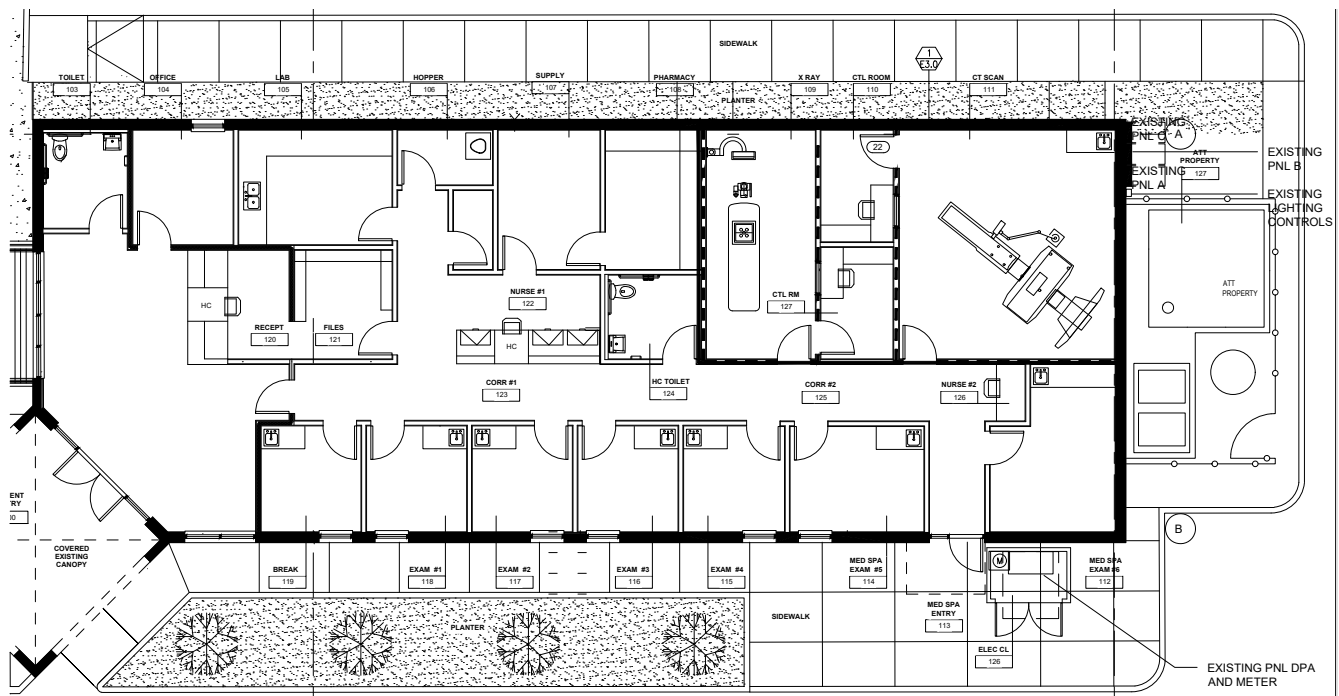 SIDEWALK
1
E3.0
TOILET
103
OFFICE
104
LAB
105
HOPPER
106
SUPPLY
107
PHARMACY
108
X RAY
109
CTL ROOM
110
CT SCAN
111
PLANTER
EXISTING
PNL C
A
EXISTING
PNL B
ATT
PROPERTY
127
EXISTING
PNL A
EXISTING
LIGHTING
CONTROLS
22
ATT
PROPERTY
NURSE #1
122
CTL RM
127
HC
RECEPT
120
FILES
121
HC
CORR #1
123
HC TOILET
124
CORR #2
125
NURSE #2
126
B
COVERED
EXISTING
CANOPY
BREAK
119
EXAM #1
118
EXAM #2
117
EXAM #3
116
EXAM #4
115
MED SPA
EXAM #5
114
M
MED SPA
EXAM #6
112
MED SPA
ENTRY
113
PLANTER
SIDEWALK
ELEC CL
126
EXISTING PNL DPA
AND METER